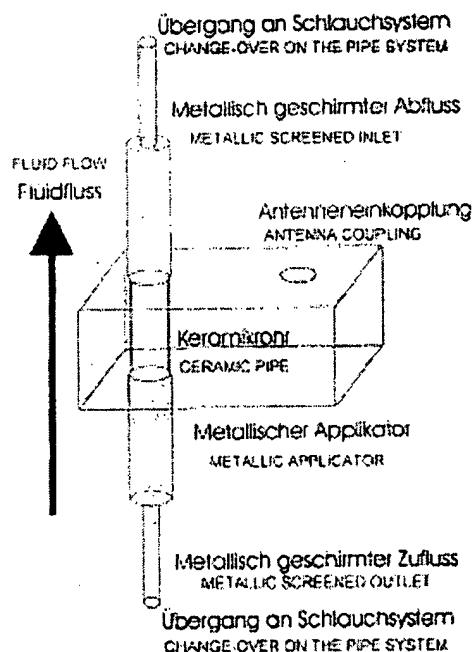 Übergang an Schlauchsystem
CHANGE-OVER ON THE PIPE SYSTEM
Metallisch geschirmter Abfluss
METALLIC SCREENED INLET
FLUID FLOW
Fluidfluss
Antenneneinkopplung
ANTENNA COUPLING
Keramikrohr
CERAMIC PIPE
Metallischer Applikator
METALLIC APPLICATOR
Metallisch geschirmter Zufluss
METALLIC SCREENED OUTLET
Übergang an Schlauchsystem
CHANGE-OVER ON THE PIPE SYSTEM